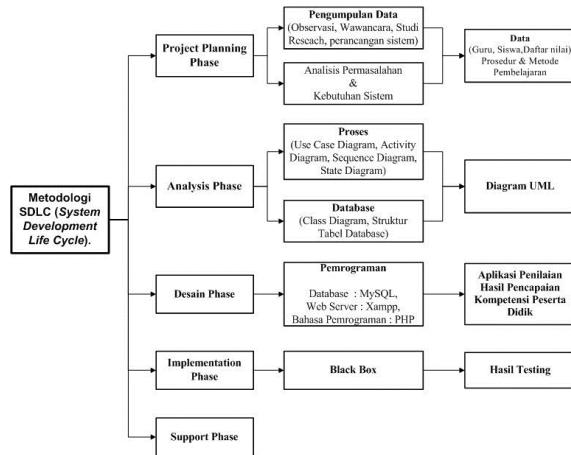 Metodologi
SDLC (System
Development
Life Cycle).
Project Planning
Phase
Pengumpulan Data
(Observasi, Wawancara, Studi
Reseach, perancangan sistem)
Analisis Permasalahan
&
Kebutuhan Sistem
Data
(Guru, Siswa,Daftar nilai)
Prosedur & Metode
Pembelajaran
Analysis Phase
Proses
(Use Case Diagram, Activity
Diagram, Sequence Diagram,
State Diagram)
Database
(Class Diagram, Struktur
Tabel Database)
Diagram UML
Desain Phase
Pemrograman
Database : MySQL,
Web Server : Xampp,
Bahasa Pemrograman : PHP
Aplikasi Penilaian
Hasil Pencapaian
Kompetensi Peserta
Didik
Implementation
Phase
Black Box
Hasil Testing
Support Phase